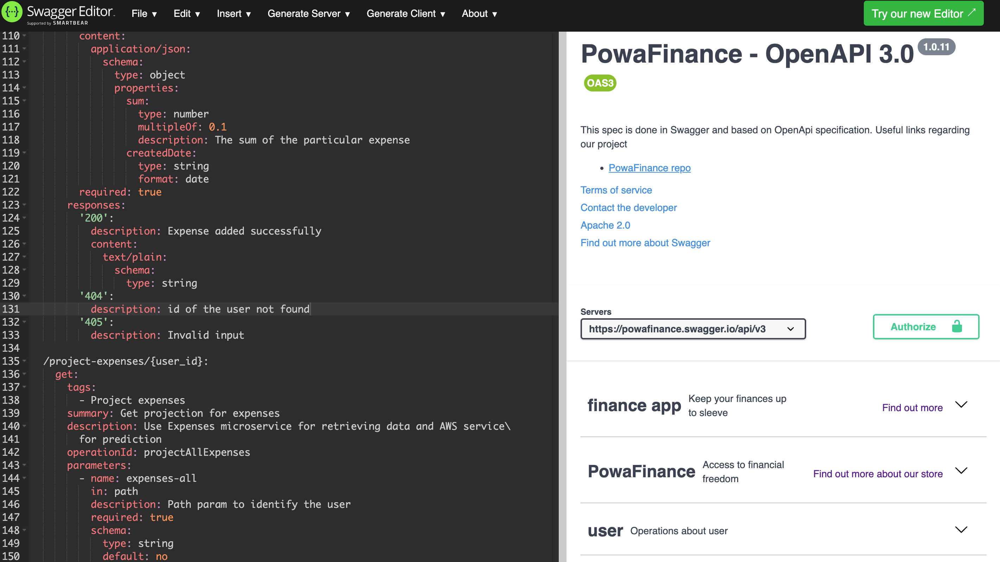 Swagger Editor
Supported by SMARTBEAR
File ▾ Edit ▾ Insert ▾ Generate Server ▾ Generate Client ▾ About ▾
Try our new Editor
110 content:
111 application/json:
112 schema:
113 type: object
114 properties:
115 sum:
116 type: number
117 multipleOf: 0.1
118 description: The sum of the particular expense
119 createdDate:
120 type: string
121 format: date
122 required: true
123 responses:
124 '200':
125 description: Expense added successfully
126 content:
127 text/plain:
128 schema:
129 type: string
130 '404':
131 description: id of the user not found
132 '405':
133 description: Invalid input
134
135 /project-expenses/{user_id}:
136 get:
137 tags:
138 - Project expenses
139 summary: Get projection for expenses
140 description: Use Expenses microservice for retrieving data and AWS service\
141 for prediction
142 operationId: projectAllExpenses
143 parameters:
144 - name: expenses-all
145 in: path
146 description: Path param to identify the user
147 required: true
148 schema:
149 type: string
150 default: no
PowaFinance - OpenAPI 3.0 1.0.11
OAS3
This spec is done in Swagger and based on OpenApi specification. Useful links regarding
our project
• PowaFinance repo
Terms of service
Contact the developer
Apache 2.0
Find out more about Swagger
Servers
https://powafinance.swagger.io/api/v3
Authorize
finance app Keep your finances up
to sleeve
Find out more
PowaFinance Access to financial
freedom
Find out more about our store
user Operations about user